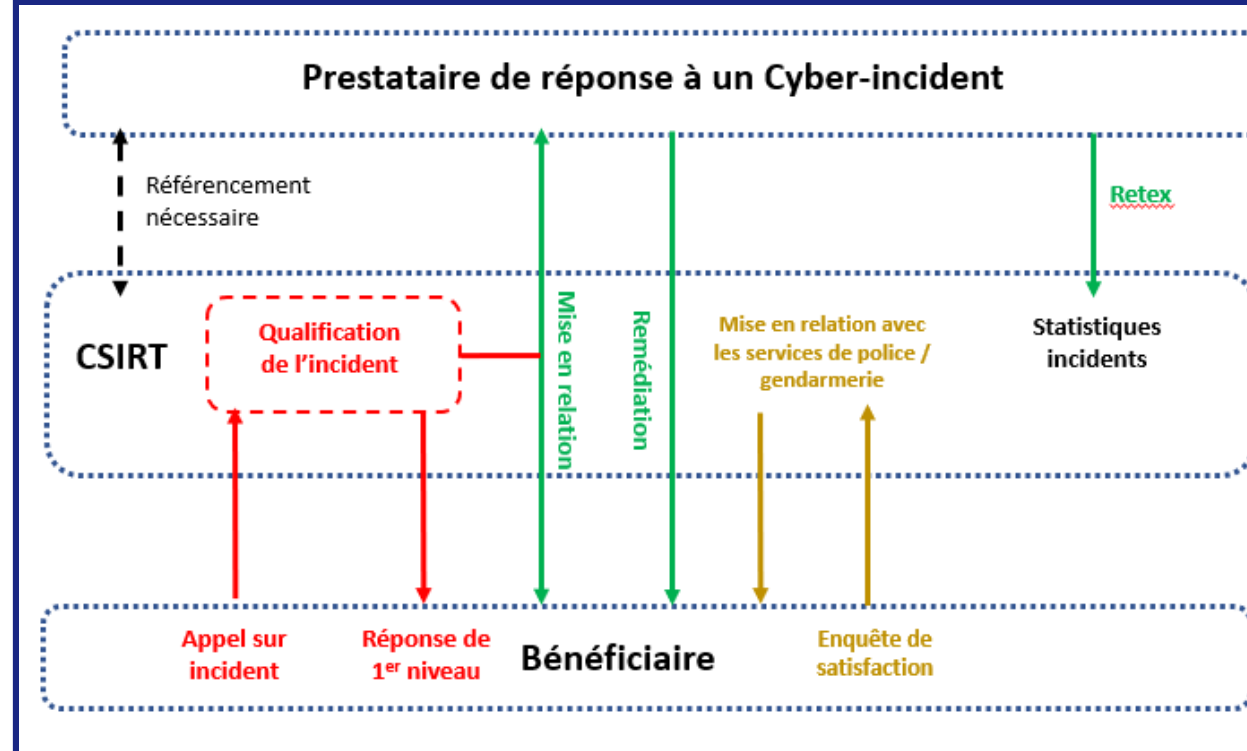 Prestataire de réponse à un Cyber-incident
Référencement
nécessaire
Retex
CSIRT
Qualification
de l’incident
Mise en relation
Remédiation
Mise en relation avec
les services de police /
gendarmerie
Statistiques
incidents
Appel sur
incident
Réponse de
1er niveau
Bénéficiaire
Enquête de
satisfaction